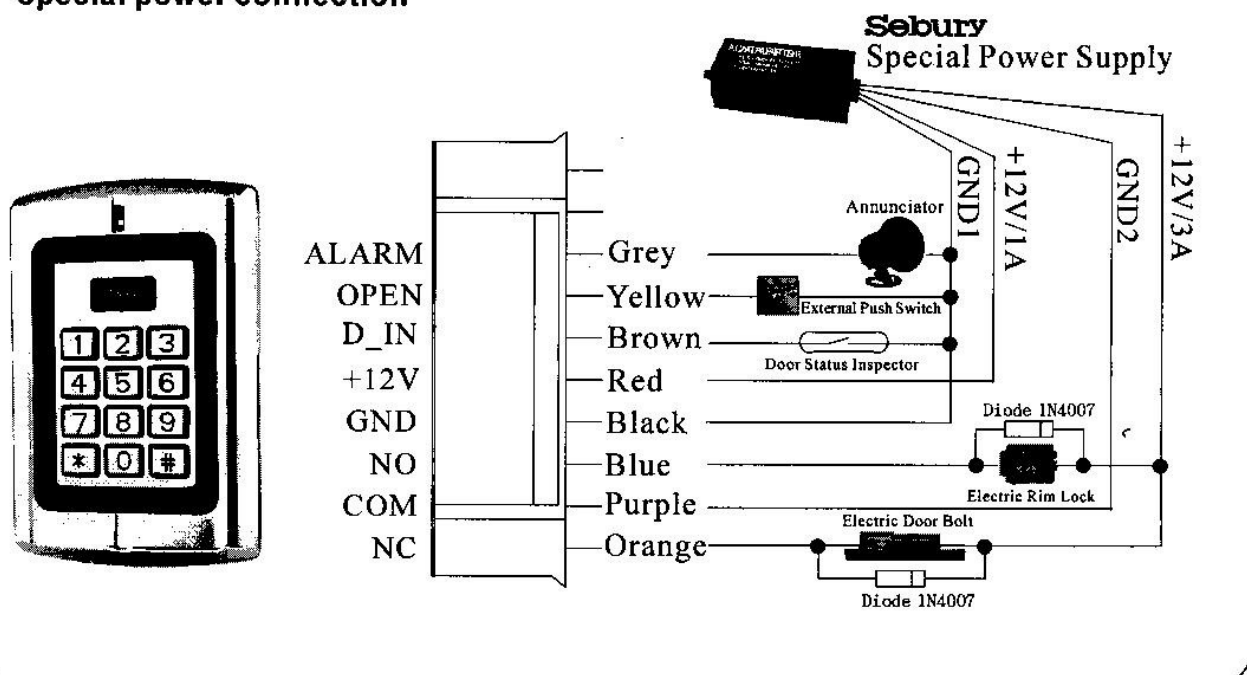 Special power connection
Sebury
Special Power Supply
GND1
+12V/1A
GND2
+12V/3A
Annunciator
ALARM
Grey
OPEN
Yellow
External Push Switch
D_IN
Brown
Door Status Inspector
+12V
Red
GND
Black
Diode 1N4007
NO
Blue
Electric Rim Lock
COM
Purple
Electric Door Bolt
NC
Orange
Diode 1N4007
1 2 3
4 5 6
7 8 9
* 0 #